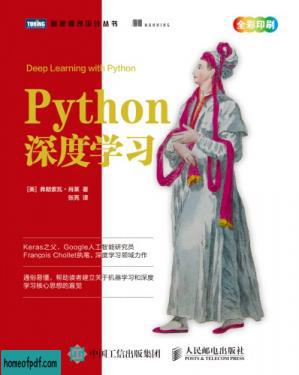 TURING
图灵程序设计丛书
MANNING
全彩印刷
Deep Learning with Python
Python
深度学习
[美] 弗朗索瓦·肖莱 著
张亮 译
Keras之父、Google人工智能研究员
François Chollet执笔，深度学习领域力作
通俗易懂，帮助读者建立关于机器学习和深度
学习核心思想的直觉
中国工信出版集团
人民邮电出版社
homeofpdf.com